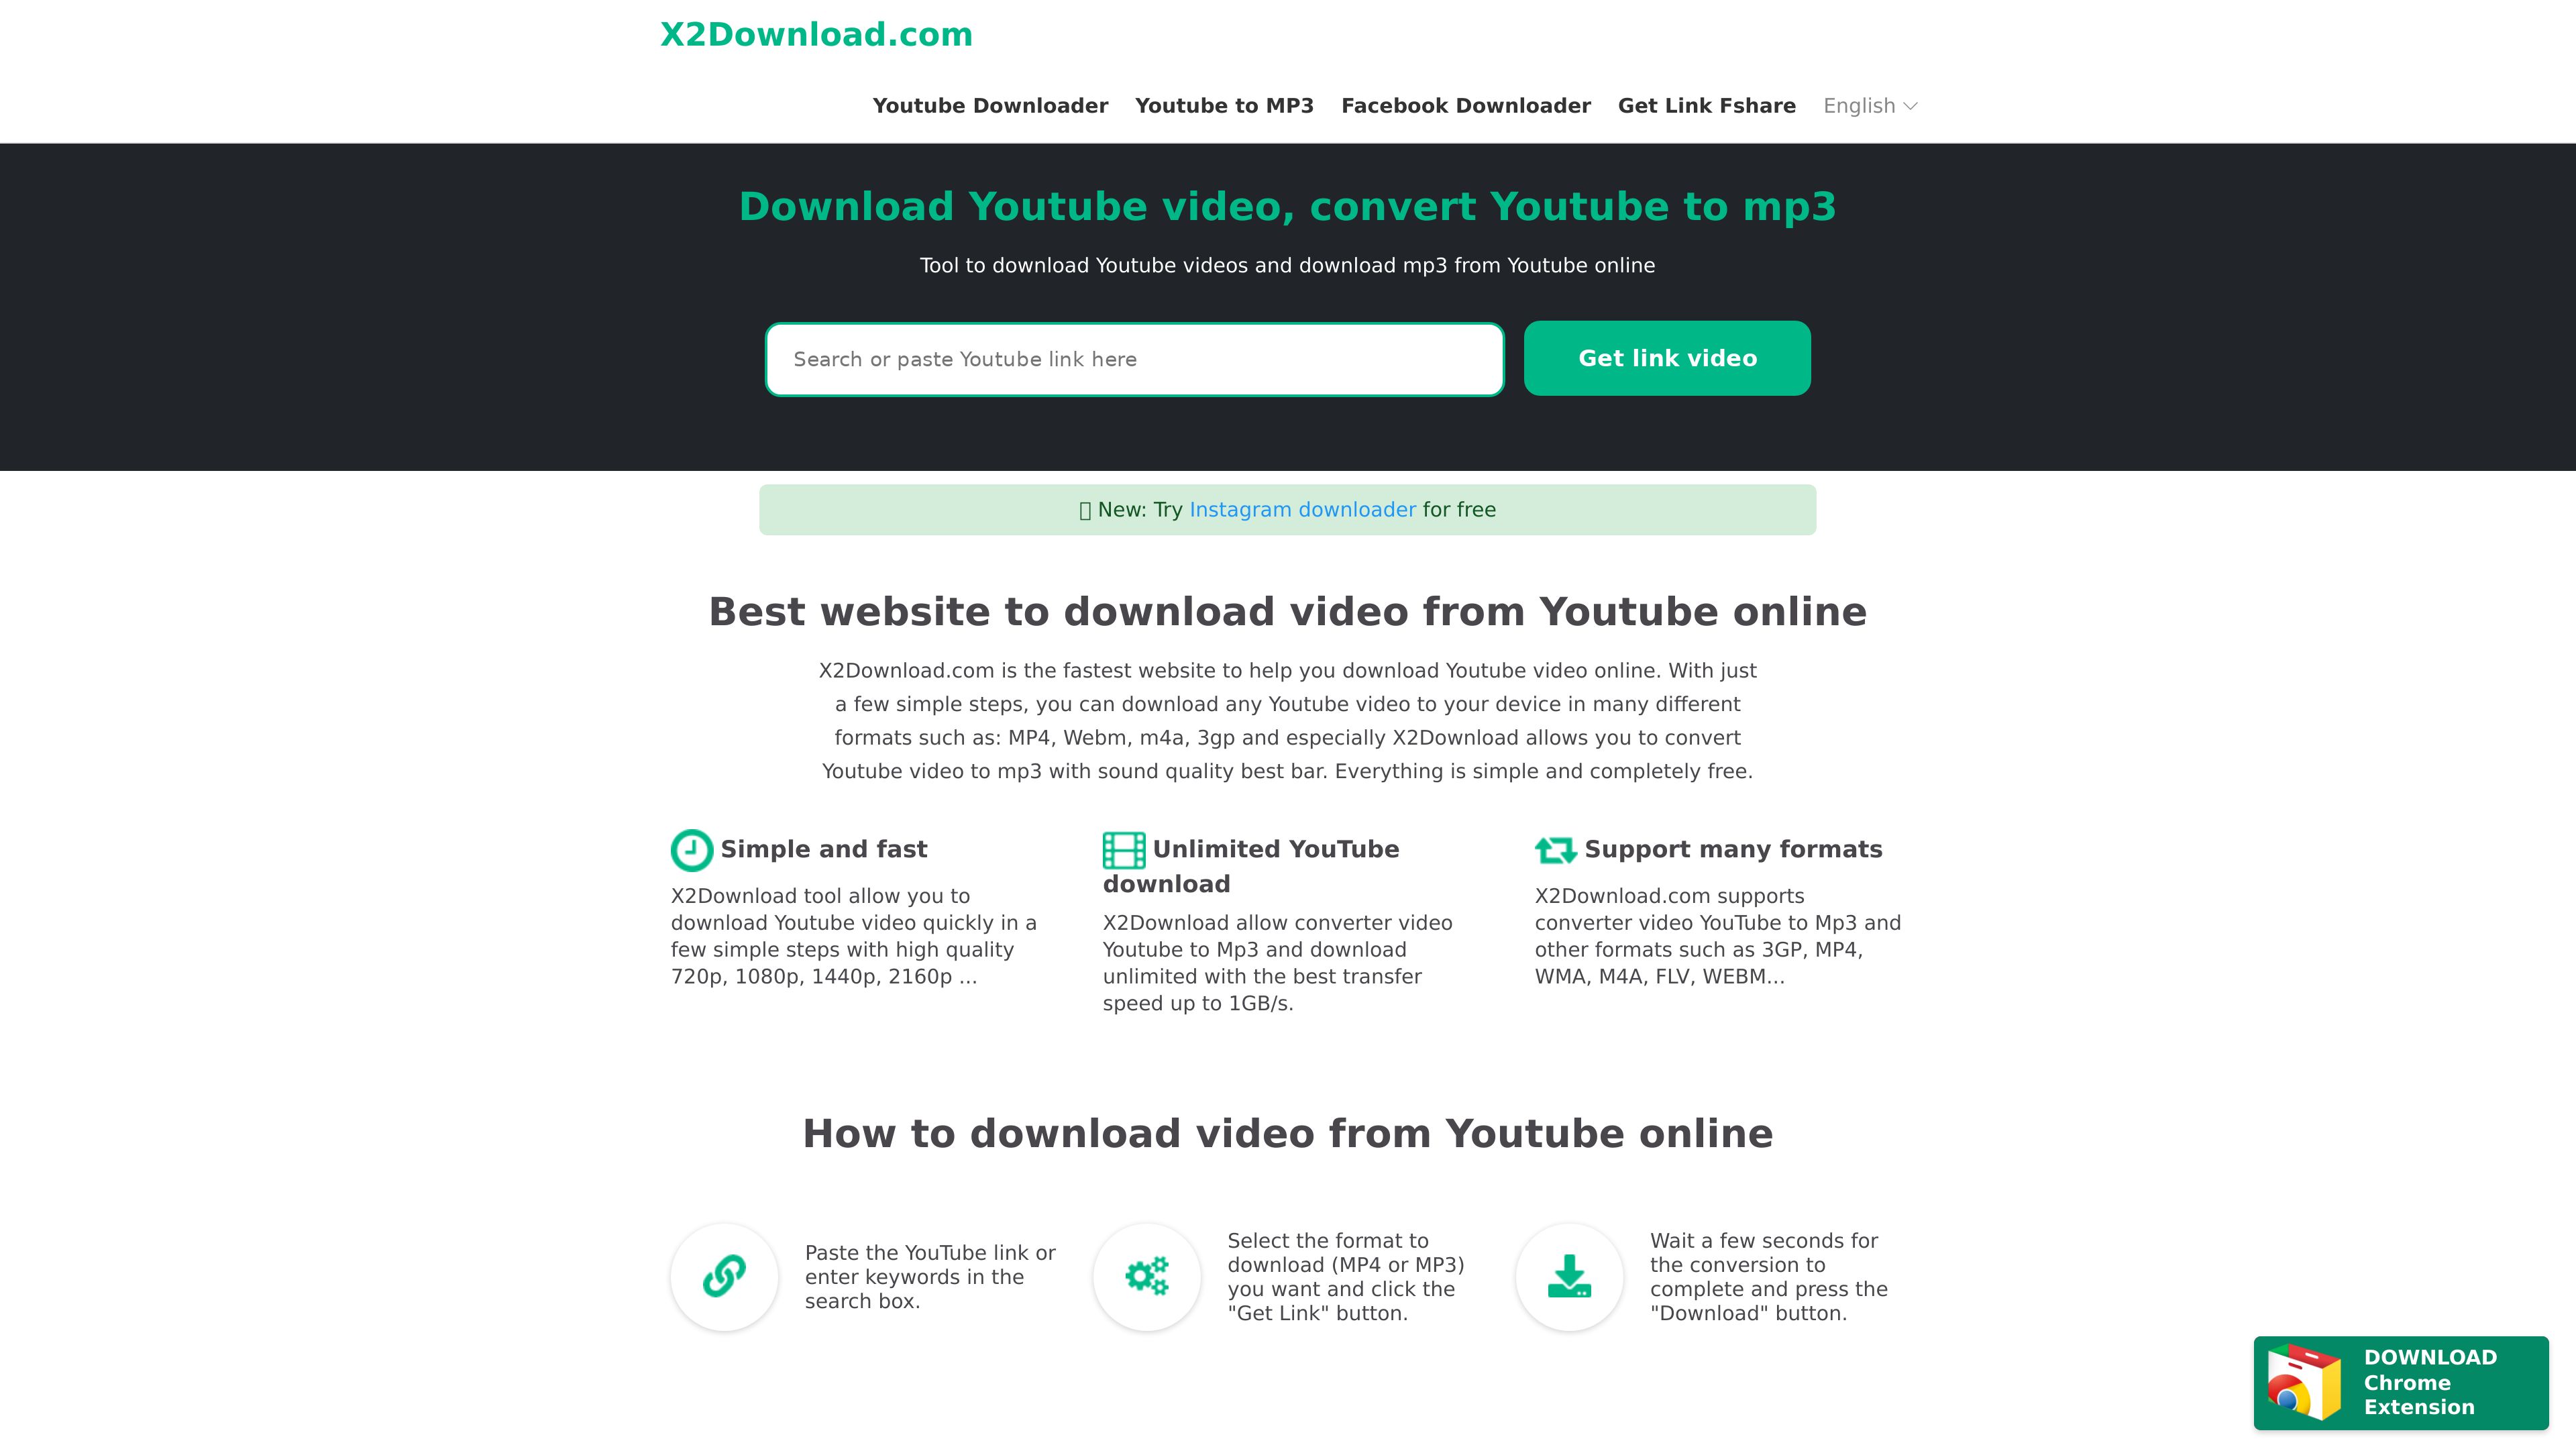 X2Download.com
Youtube Downloader Youtube to MP3 Facebook Downloader Get Link Fshare English
Download Youtube video, convert Youtube to mp3
Tool to download Youtube videos and download mp3 from Youtube online
Search or paste Youtube link here
Get link video
New: Try Instagram downloader for free
Best website to download video from Youtube online
X2Download.com is the fastest website to help you download Youtube video online. With just
a few simple steps, you can download any Youtube video to your device in many different
formats such as: MP4, Webm, m4a, 3gp and especially X2Download allows you to convert
Youtube video to mp3 with sound quality best bar. Everything is simple and completely free.
Simple and fast
X2Download tool allow you to
download Youtube video quickly in a
few simple steps with high quality
720p, 1080p, 1440p, 2160p ...
Unlimited YouTube
download
X2Download allow converter video
Youtube to Mp3 and download
unlimited with the best transfer
speed up to 1GB/s.
Support many formats
X2Download.com supports
converter video YouTube to Mp3 and
other formats such as 3GP, MP4,
WMA, M4A, FLV, WEBM...
How to download video from Youtube online
Paste the YouTube link or
enter keywords in the
search box.
Select the format to
download (MP4 or MP3)
you want and click the
"Get Link" button.
Wait a few seconds for
the conversion to
complete and press the
"Download" button.
DOWNLOAD
Chrome
Extension